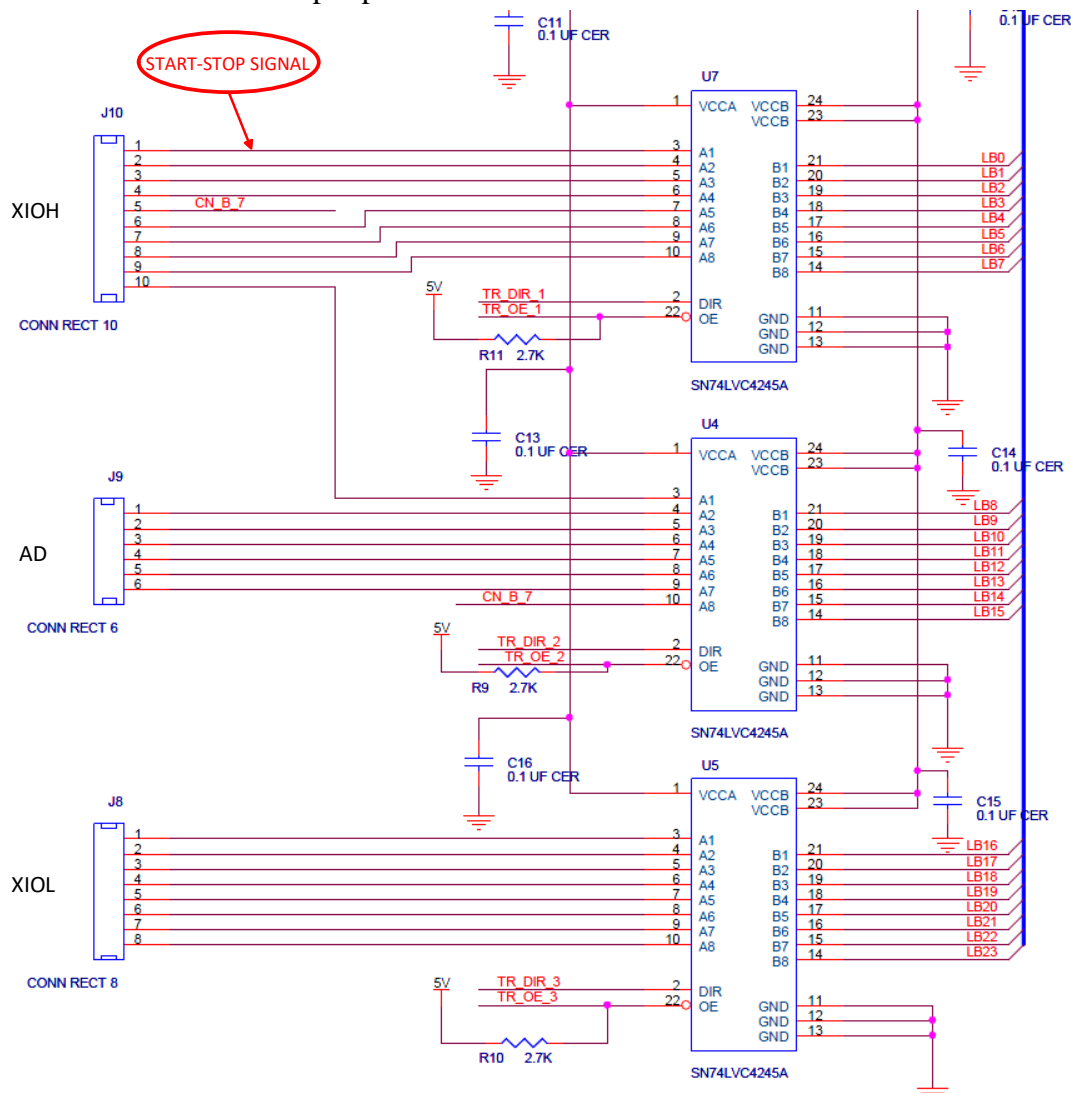 C11
0.1 UF CER
0.1 UF CER
START-STOP SIGNAL
U7
J10
XIOH
CONN RECT 10
1
2
3
4
5
6
7
8
9
10
CN_B_7
1 VCCA VCCB 24
VCCB 23
3 A1
4 A2 B1 21 LB0
5 A3 B2 20 LB1
6 A4 B3 19 LB2
7 A5 B4 18 LB3
8 A6 B5 17 LB4
9 A7 B6 16 LB5
10 A8 B7 15 LB6
B8 14 LB7
5V
TR_DIR_1 2 DIR
TR_OE_1 22 OE
GND 11
GND 12
GND 13
R11 2.7K
SN74LVC4245A
C13
0.1 UF CER
U4
C14
0.1 UF CER
J9
AD
CONN RECT 6
1
2
3
4
5
6
1 VCCA VCCB 24
VCCB 23
3 A1
4 A2 B1 21 LB8
5 A3 B2 20 LB9
6 A4 B3 19 LB10
7 A5 B4 18 LB11
8 A6 B5 17 LB12
9 A7 B6 16 LB13
CN_B_7 10 A8 B7 15 LB14
B8 14 LB15
5V
TR_DIR_2 2 DIR
TR_OE_2 22 OE
GND 11
GND 12
GND 13
R9 2.7K
SN74LVC4245A
C16
0.1 UF CER
U5
C15
0.1 UF CER
J8
XIOL
CONN RECT 8
1
2
3
4
5
6
7
8
1 VCCA VCCB 24
VCCB 23
3 A1
4 A2 B1 21 LB16
5 A3 B2 20 LB17
6 A4 B3 19 LB18
7 A5 B4 18 LB19
8 A6 B5 17 LB20
9 A7 B6 16 LB21
10 A8 B7 15 LB22
B8 14 LB23
5V
TR_DIR_3 2 DIR
TR_OE_3 22 OE
GND 11
GND 12
GND 13
R10 2.7K
SN74LVC4245A